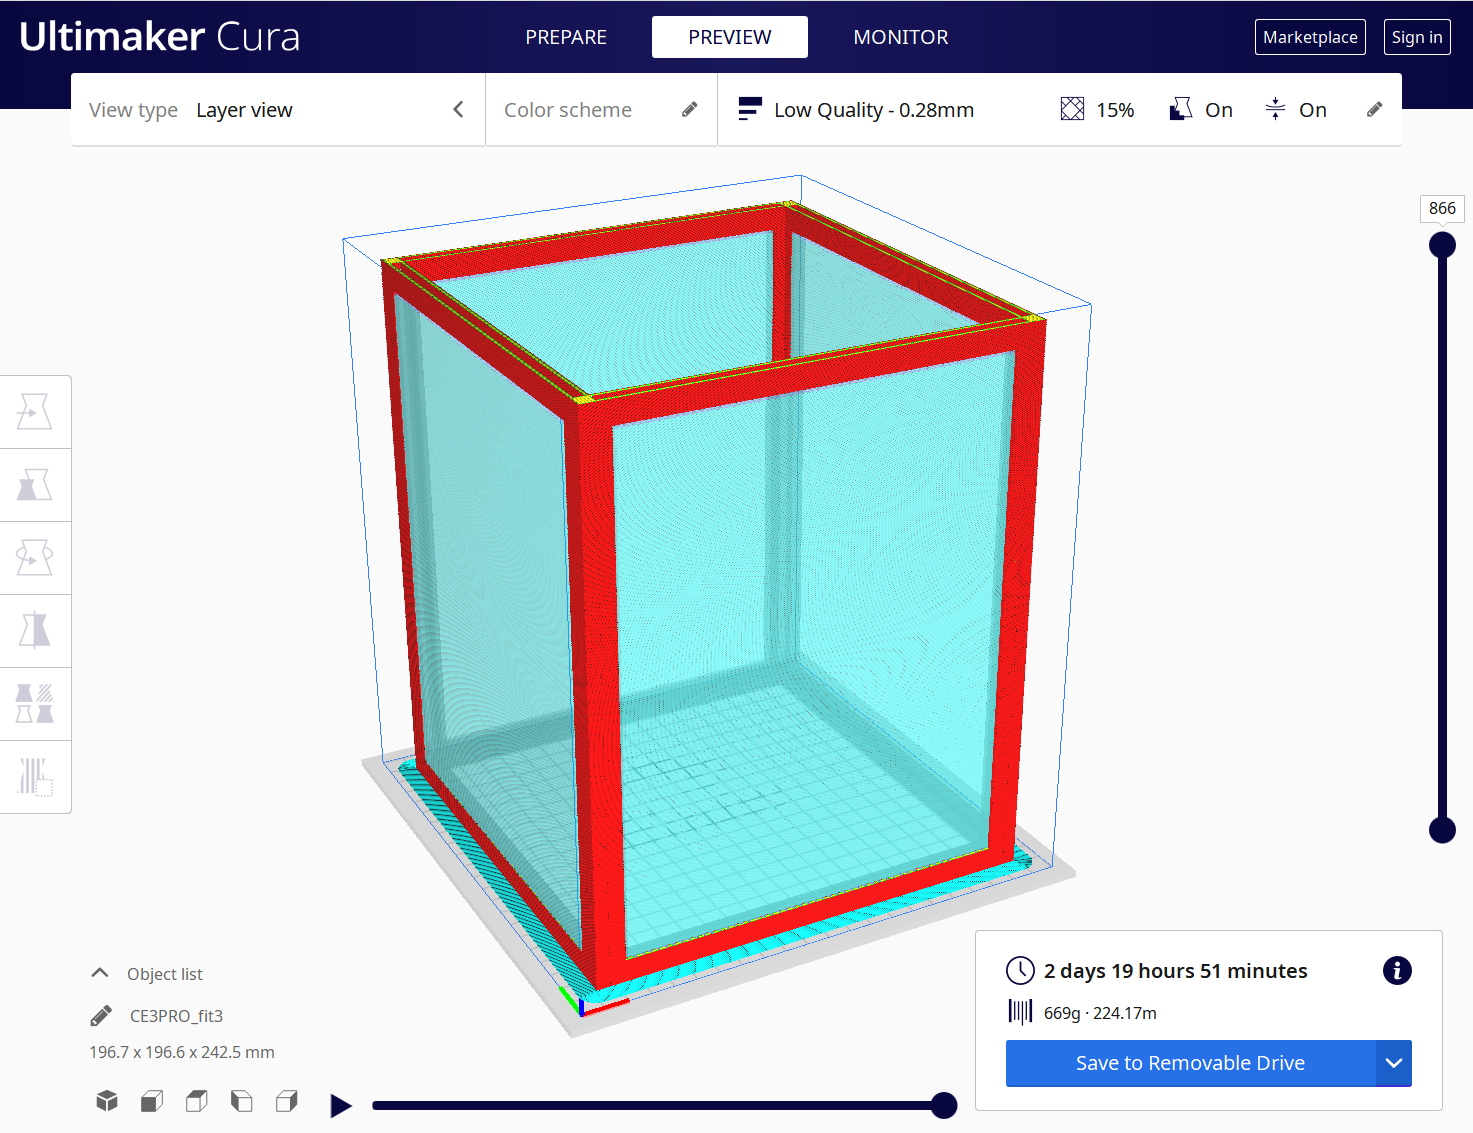 Ultimaker Cura
PREPARE
PREVIEW
MONITOR
Marketplace
Sign in
View type Layer view
Color scheme
Low Quality - 0.28mm
15%
On
On
866
Object list
CE3PRO_fit3
196.7 x 196.6 x 242.5 mm
2 days 19 hours 51 minutes
669g · 224.17m
Save to Removable Drive